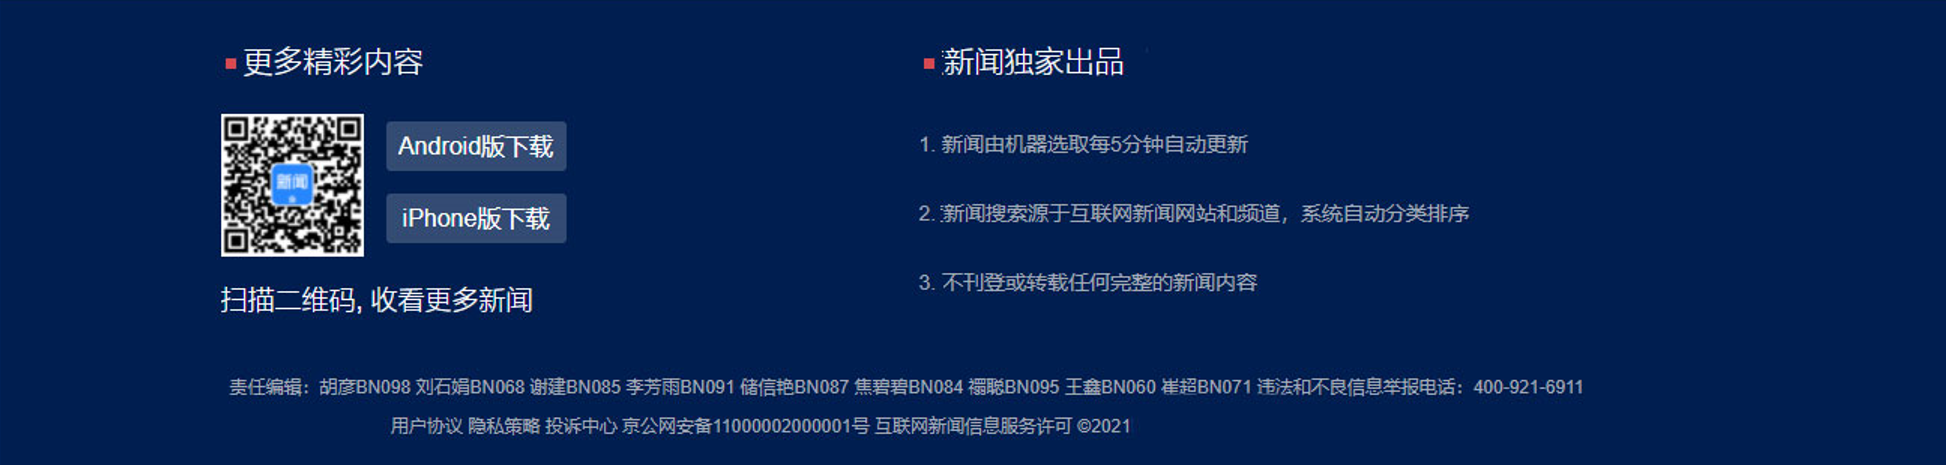 更多精彩内容
新闻
Android版下载
iPhone版下载
扫描二维码, 收看更多新闻
新闻独家出品
1. 新闻由机器选取每5分钟自动更新
2. 新闻搜索源于互联网新闻网站和频道，系统自动分类排序
3. 不刊登或转载任何完整的新闻内容
责任编辑：胡彦BN098 刘石娟BN068 谢建BN085 李芳雨BN091 储信艳BN087 焦碧碧BN084 禤聪BN095 王鑫BN060 崔超BN071 违法和不良信息举报电话：400-921-6911
用户协议 隐私策略 投诉中心 京公网安备11000002000001号 互联网新闻信息服务许可 ©2021